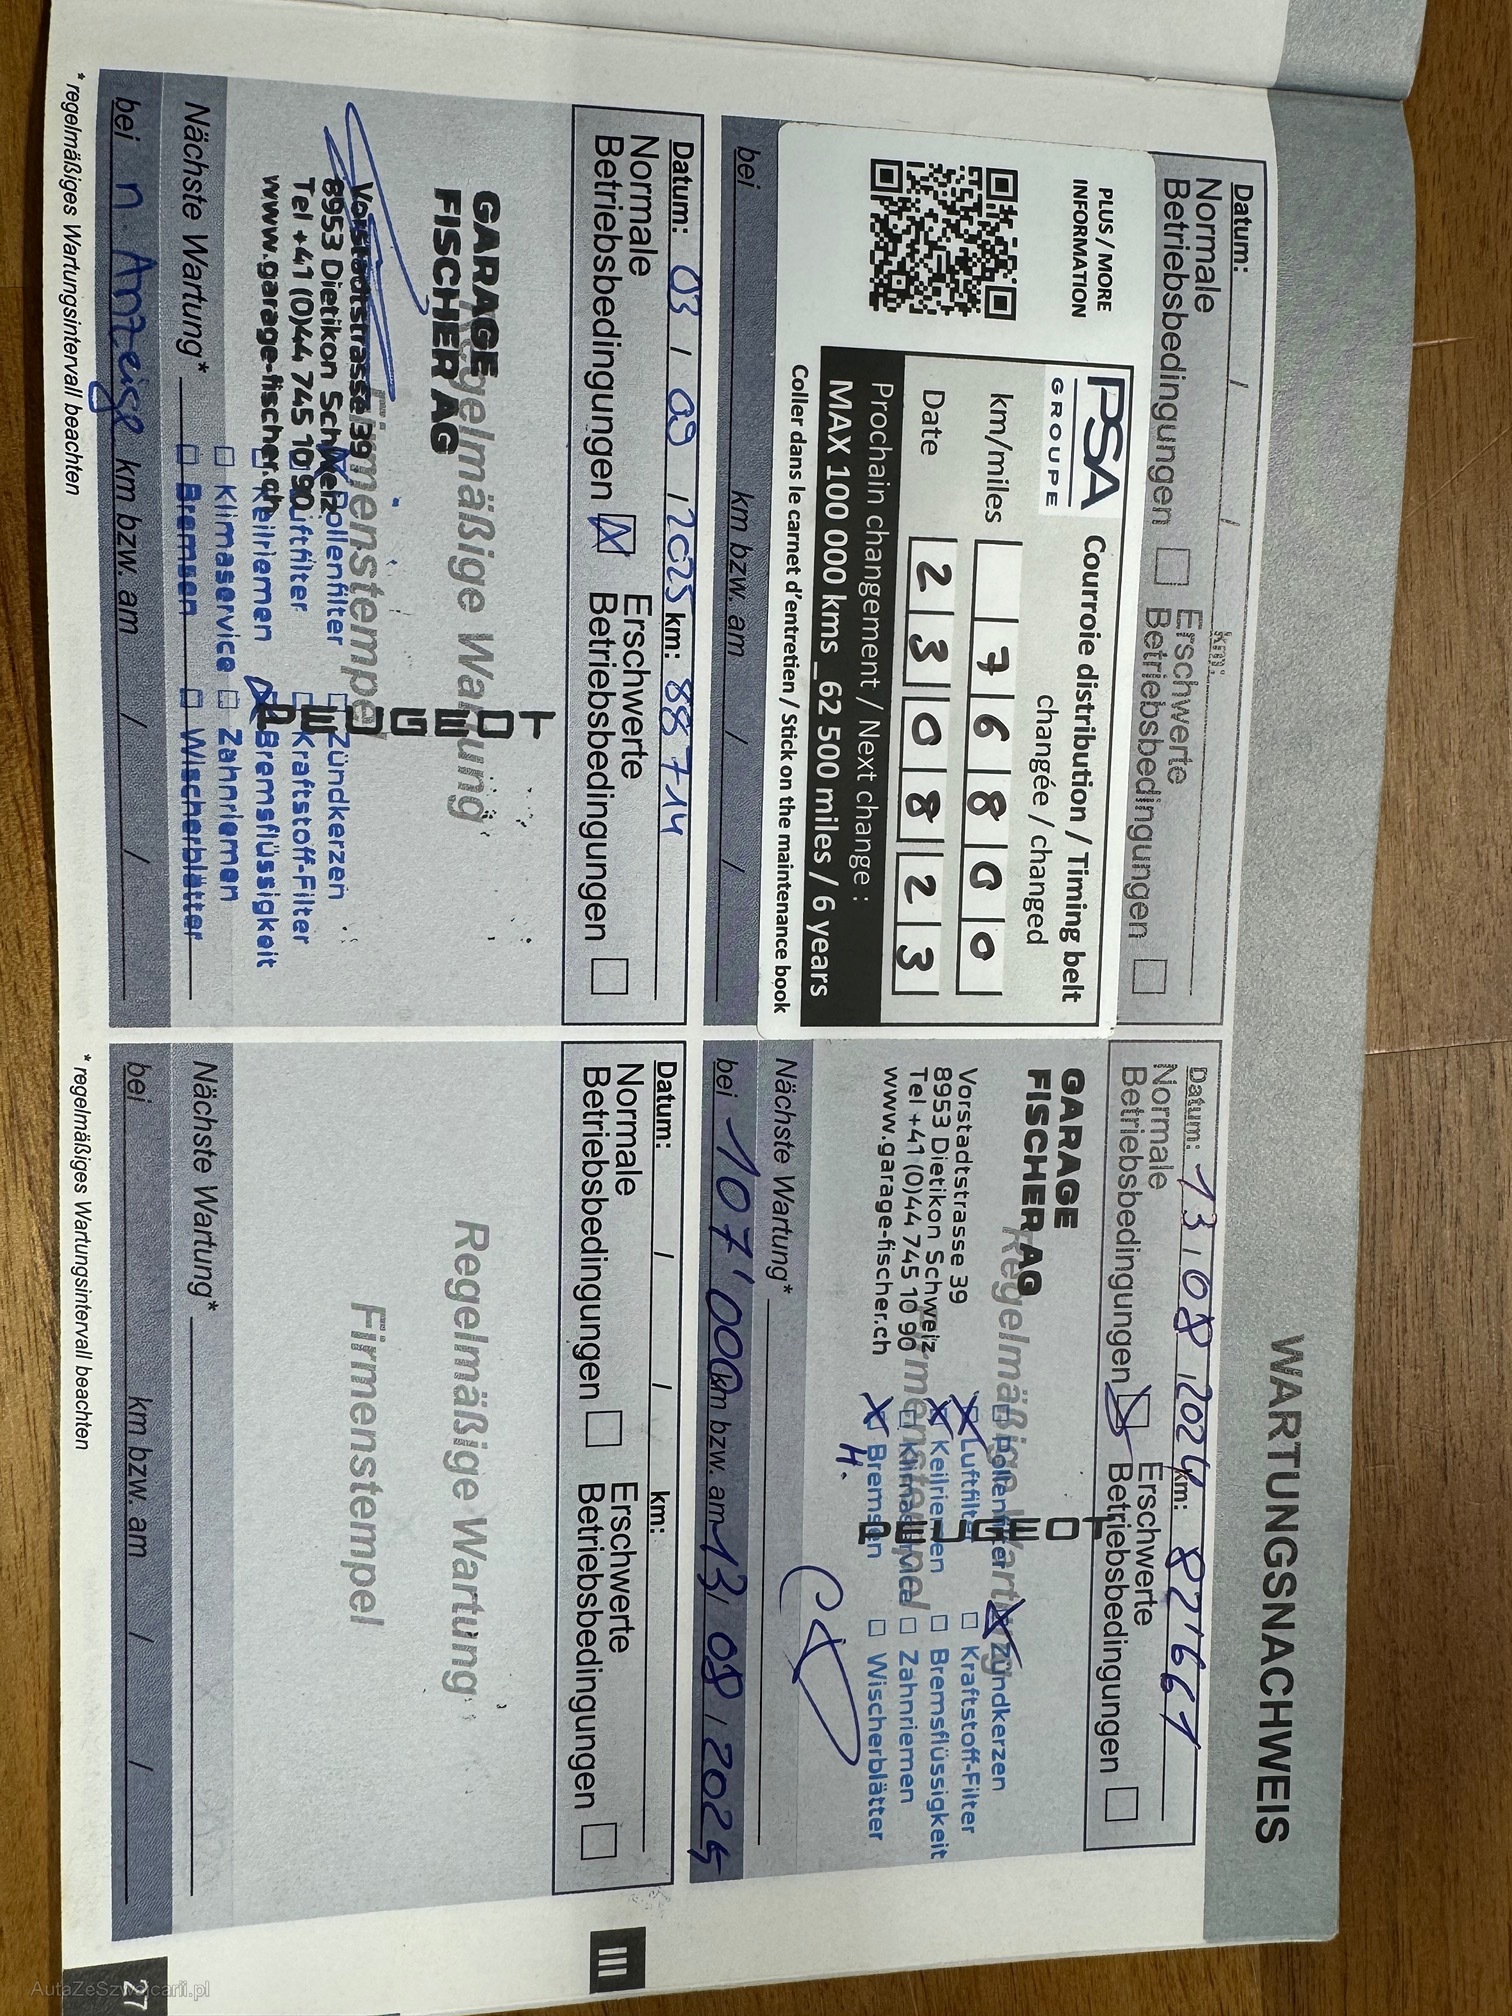 WARTUNGSNACHWEIS
Datum: / / km:
Normale Betriebsbedingungen
Erschwerte Betriebsbedingungen
PLUS / MORE
INFORMATION
PSA
GROUPE
Courroie distribution / Timing belt
changée / changed
km/miles 76800
Date 230823
Prochain changement / Next change :
MAX 100 000 kms _ 62 500 miles / 6 years
Coller dans le carnet d'entretien / Stick on the maintenance book
bei km bzw. am / /
Datum: 13 / 08 / 2024 km: 82'661
Normale Betriebsbedingungen
Erschwerte Betriebsbedingungen
Regelmäßige Wartung
Firmenstempel
GARAGE
FISCHER AG
Vorstadtstrasse 39
8953 Dietikon Schweiz
Tel +41 (0)44 745 10 90
www.garage-fischer.ch
PEUGEOT
Pollenfilter Zündkerzen
Luftfilter Kraftstoff-Filter
Keilriemen Bremsflüssigkeit
Klimaservice Zahnriemen
Bremsen Wischerblätter
H.
Nächste Wartung*
bei 107'000 km bzw. am 13 / 08 / 2025
Datum: 03 / 09 / 2025 km: 88714
Normale Betriebsbedingungen
Erschwerte Betriebsbedingungen
Regelmäßige Wartung
Firmenstempel
GARAGE
FISCHER AG
Vorstadtstrasse 39
8953 Dietikon Schweiz
Tel +41 (0)44 745 10 90
www.garage-fischer.ch
PEUGEOT
Pollenfilter Zündkerzen
Luftfilter Kraftstoff-Filter
Keilriemen Bremsflüssigkeit
Klimaservice Zahnriemen
Bremsen Wischerblätter
Nächste Wartung*
bei n. Anzeige km bzw. am / /
* regelmäßiges Wartungsintervall beachten
Datum: / / km:
Normale Betriebsbedingungen
Erschwerte Betriebsbedingungen
Regelmäßige Wartung
Firmenstempel
Nächste Wartung*
bei km bzw. am / /
* regelmäßiges Wartungsintervall beachten
III
27
AutaZeSzwajcarii.pl